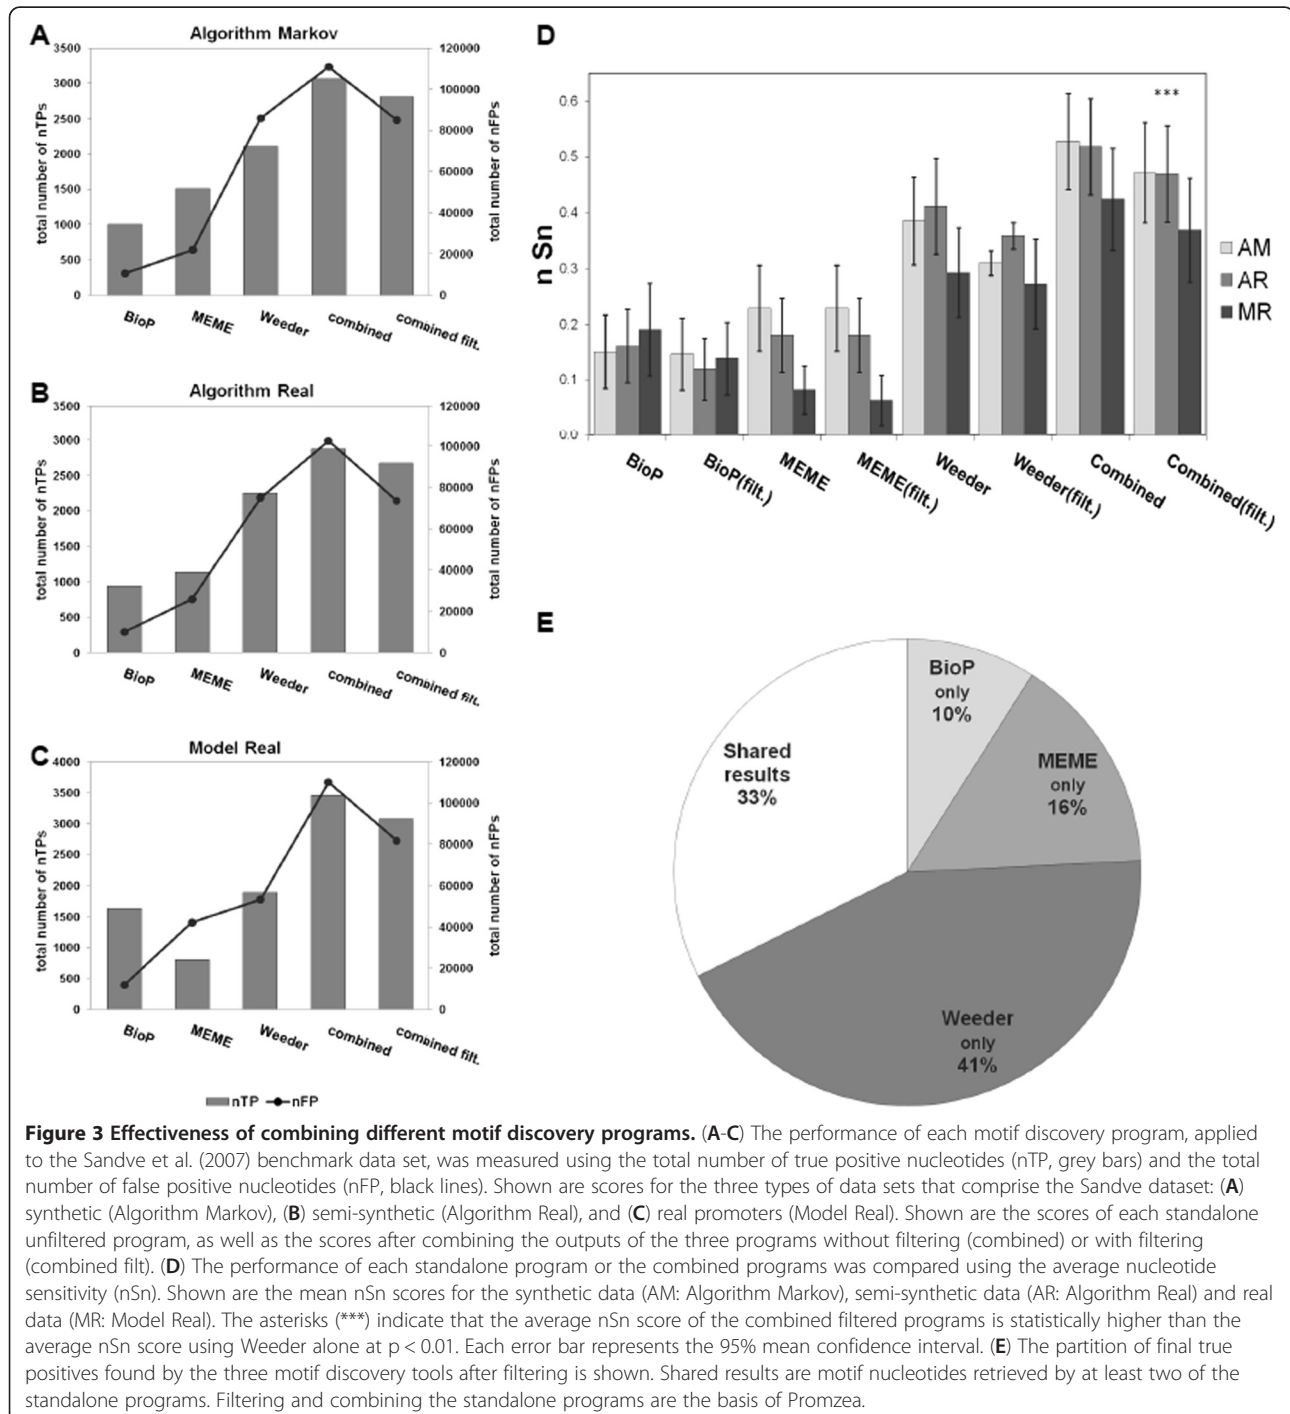 A
Algorithm Markov
3500
3000
2500
2000
1500
1000
500
0
total number of nTPs
120000
100000
80000
60000
40000
20000
0
total number of nFPs
BioP
MEME
Weeder
combined
combined filt.
B
Algorithm Real
3500
3000
2500
2000
1500
1000
500
0
total number of nTPs
120000
100000
80000
60000
40000
20000
0
total number of nFPs
BioP
MEME
Weeder
combined
combined filt.
C
Model Real
4000
3500
3000
2500
2000
1500
1000
500
0
total number of nTPs
120000
100000
80000
60000
40000
20000
0
total number of nFPs
BioP
MEME
Weeder
combined
combined filt.
nTP
nFP
D
n Sn
0.6
0.5
0.4
0.3
0.2
0.1
0.0
***
BioP
BioP(filt.)
MEME
MEME(filt.)
Weeder
Weeder(filt.)
Combined
Combined(filt.)
AM
AR
MR
E
BioP
only
10%
MEME
only
16%
Shared
results
33%
Weeder
only
41%
Figure 3 Effectiveness of combining different motif discovery programs. (A-C) The performance of each motif discovery program, applied
to the Sandve et al. (2007) benchmark data set, was measured using the total number of true positive nucleotides (nTP, grey bars) and the total
number of false positive nucleotides (nFP, black lines). Shown are scores for the three types of data sets that comprise the Sandve dataset: (A)
synthetic (Algorithm Markov), (B) semi-synthetic (Algorithm Real), and (C) real promoters (Model Real). Shown are the scores of each standalone
unfiltered program, as well as the scores after combining the outputs of the three programs without filtering (combined) or with filtering
(combined filt). (D) The performance of each standalone program or the combined programs was compared using the average nucleotide
sensitivity (nSn). Shown are the mean nSn scores for the synthetic data (AM: Algorithm Markov), semi-synthetic data (AR: Algorithm Real) and real
data (MR: Model Real). The asterisks (***) indicate that the average nSn score of the combined filtered programs is statistically higher than the
average nSn score using Weeder alone at p < 0.01. Each error bar represents the 95% mean confidence interval. (E) The partition of final true
positives found by the three motif discovery tools after filtering is shown. Shared results are motif nucleotides retrieved by at least two of the
standalone programs. Filtering and combining the standalone programs are the basis of Promzea.